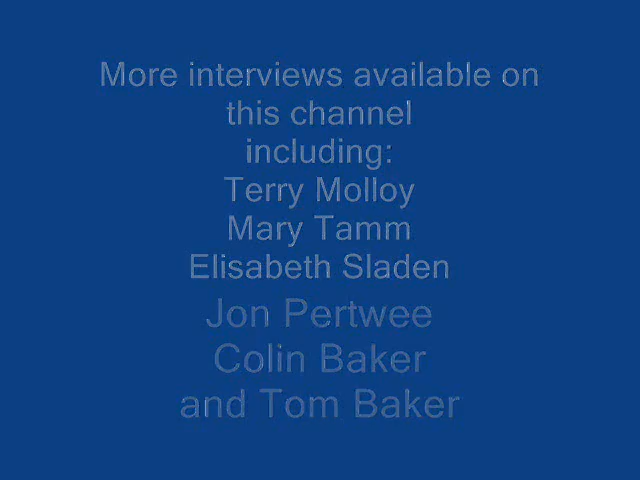 More interviews available on
this channel
including:
Terry Molloy
Mary Tamm
Elisabeth Sladen
Jon Pertwee
Colin Baker
and Tom Baker